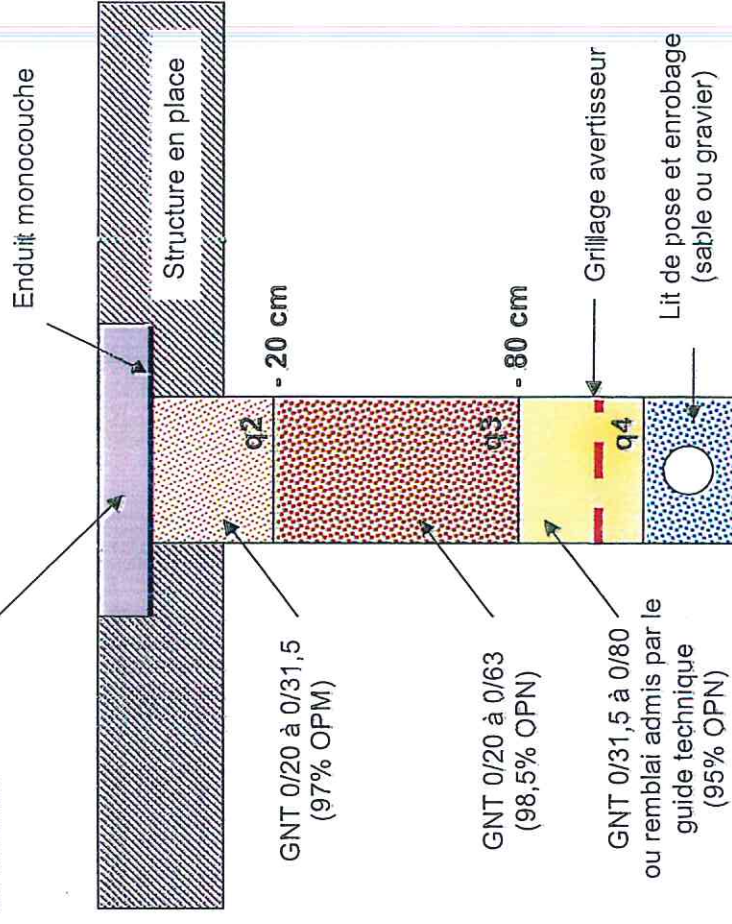 Enduit monocouche
Structure en place
GNT 0/20 à 0/31,5
(97% OPM)
q2
- 20 cm
GNT 0/20 à 0/63
(98,5% OPN)
q3
- 80 cm
GNT 0/31,5 à 0/80
ou remblai admis par le
guide technique
(95% OPN)
Grillage avertisseur
q4
Lit de pose et enrobage
(sable ou gravier)